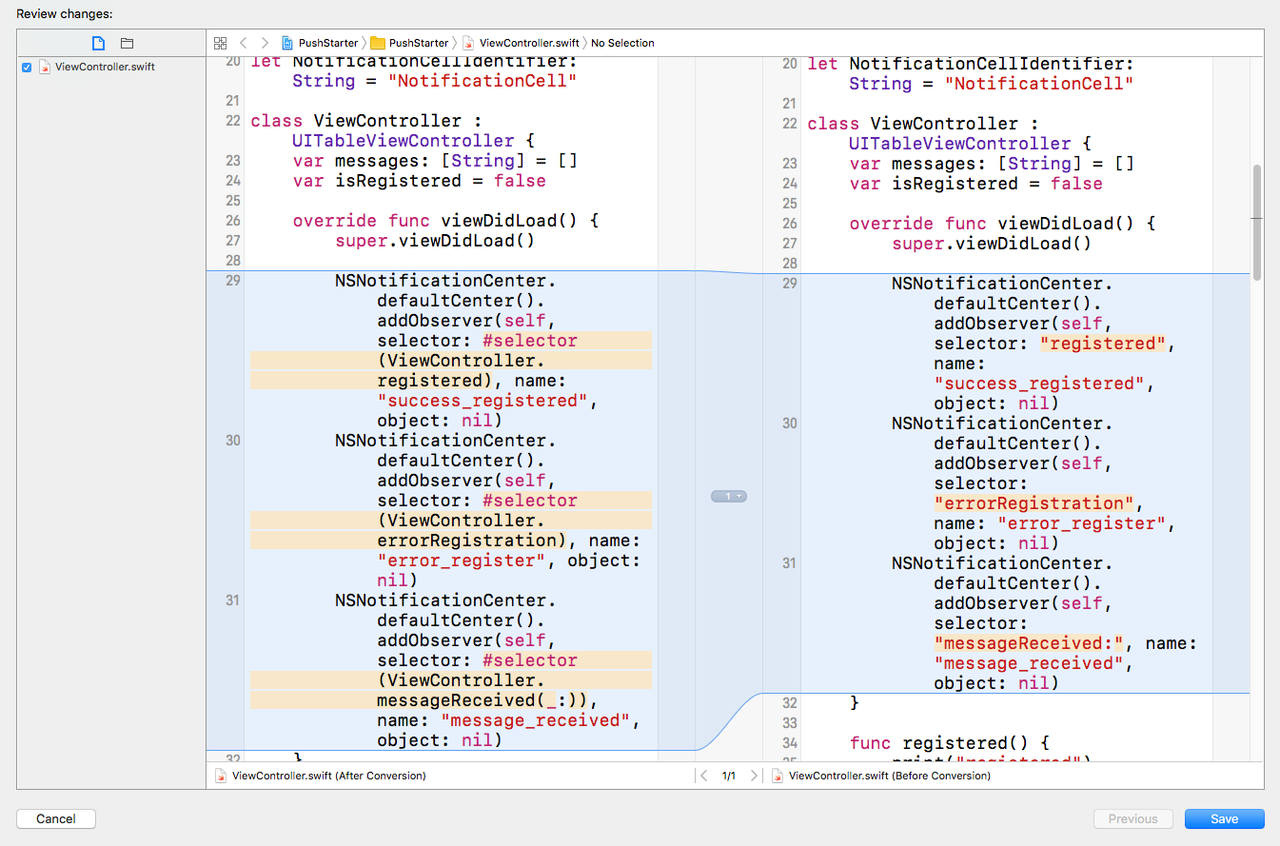 Review changes:
PushStarter PushStarter ViewController.swift No Selection
ViewController.swift
20 let NotificationCellIdentifier:
String = "NotificationCell"
21
22 class ViewController :
UITableViewController {
23 var messages: [String] = []
24 var isRegistered = false
25
26 override func viewDidLoad() {
27 super.viewDidLoad()
28
29 NSNotificationCenter.
defaultCenter().
addObserver(self,
selector: #selector
(ViewController.
registered), name:
"success_registered",
object: nil)
30 NSNotificationCenter.
defaultCenter().
addObserver(self,
selector: #selector
(ViewController.
errorRegistration), name:
"error_register", object:
nil)
31 NSNotificationCenter.
defaultCenter().
addObserver(self,
selector: #selector
(ViewController.
messageReceived(_:)),
name: "message_received",
object: nil)
32 }
1
20 let NotificationCellIdentifier:
String = "NotificationCell"
21
22 class ViewController :
UITableViewController {
23 var messages: [String] = []
24 var isRegistered = false
25
26 override func viewDidLoad() {
27 super.viewDidLoad()
28
29 NSNotificationCenter.
defaultCenter().
addObserver(self,
selector: "registered",
name:
"success_registered",
object: nil)
30 NSNotificationCenter.
defaultCenter().
addObserver(self,
selector:
"errorRegistration",
name: "error_register",
object: nil)
31 NSNotificationCenter.
defaultCenter().
addObserver(self,
selector:
"messageReceived:", name:
"message_received",
object: nil)
32 }
33
34 func registered() {
35 print("registered")
ViewController.swift (After Conversion)
1/1
ViewController.swift (Before Conversion)
Cancel
Previous
Save